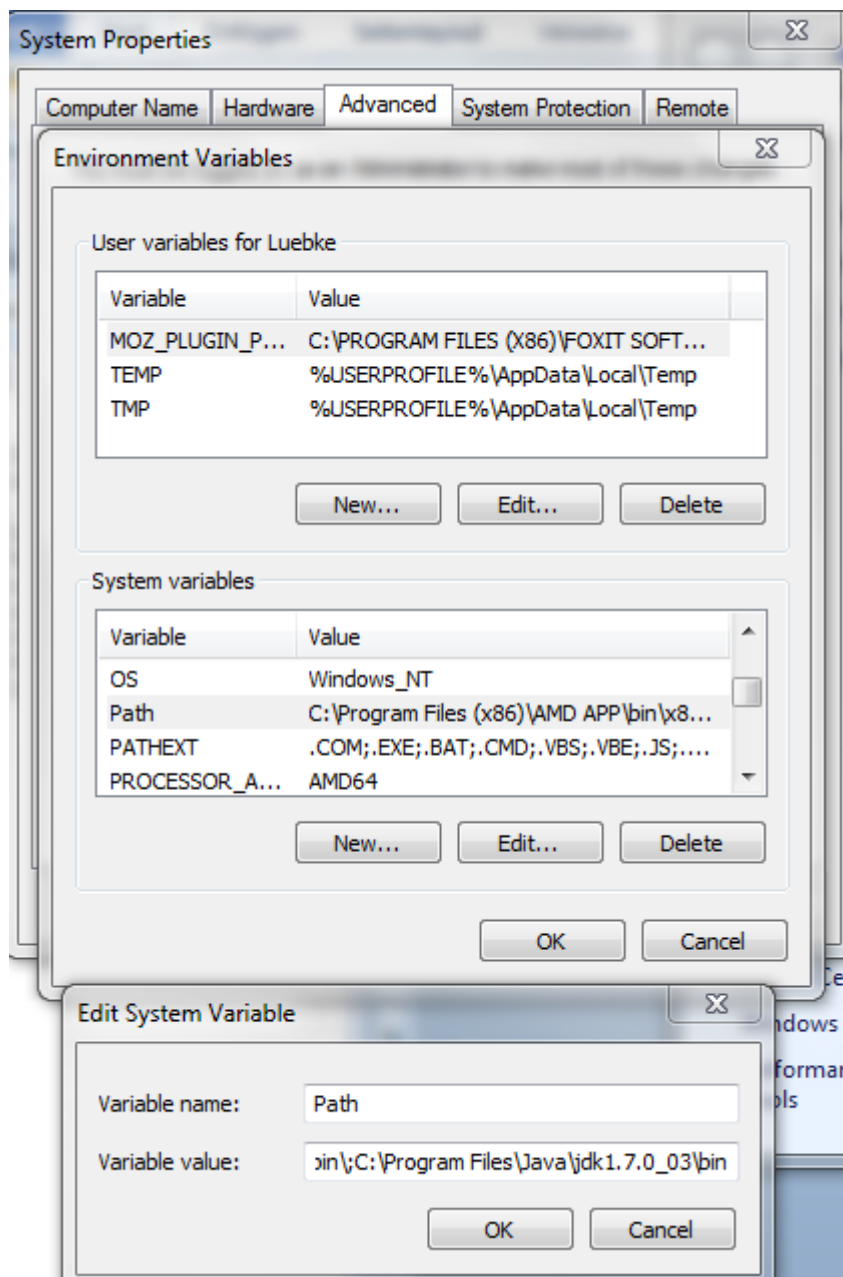 System Properties
Computer Name Hardware Advanced System Protection Remote
Environment Variables
User variables for Luebke
Variable Value
MOZ_PLUGIN_P... C:\PROGRAM FILES (X86)\FOXIT SOFT...
TEMP %USERPROFILE%\AppData\Local\Temp
TMP %USERPROFILE%\AppData\Local\Temp
New... Edit... Delete
System variables
Variable Value
OS Windows_NT
Path C:\Program Files (x86)\AMD APP\bin\x8...
PATHEXT .COM;.EXE;.BAT;.CMD;.VBS;.VBE;.JS;....
PROCESSOR_A... AMD64
New... Edit... Delete
OK Cancel
Edit System Variable
Variable name: Path
Variable value: bin\;C:\Program Files\Java\jdk1.7.0_03\bin
OK Cancel